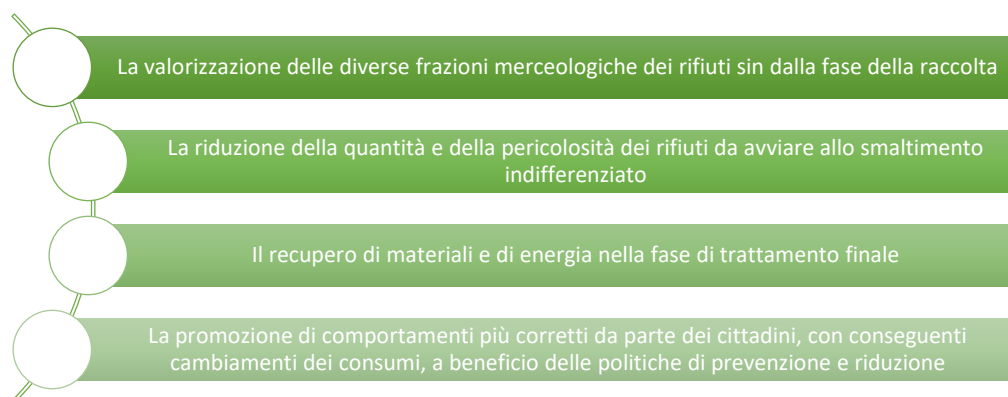 La valorizzazione delle diverse frazioni merceologiche dei rifiuti sin dalla fase della raccolta
La riduzione della quantità e della pericolosità dei rifiuti da avviare allo smaltimento
indifferenziato
Il recupero di materiali e di energia nella fase di trattamento finale
La promozione di comportamenti più corretti da parte dei cittadini, con conseguenti
cambiamenti dei consumi, a beneficio delle politiche di prevenzione e riduzione